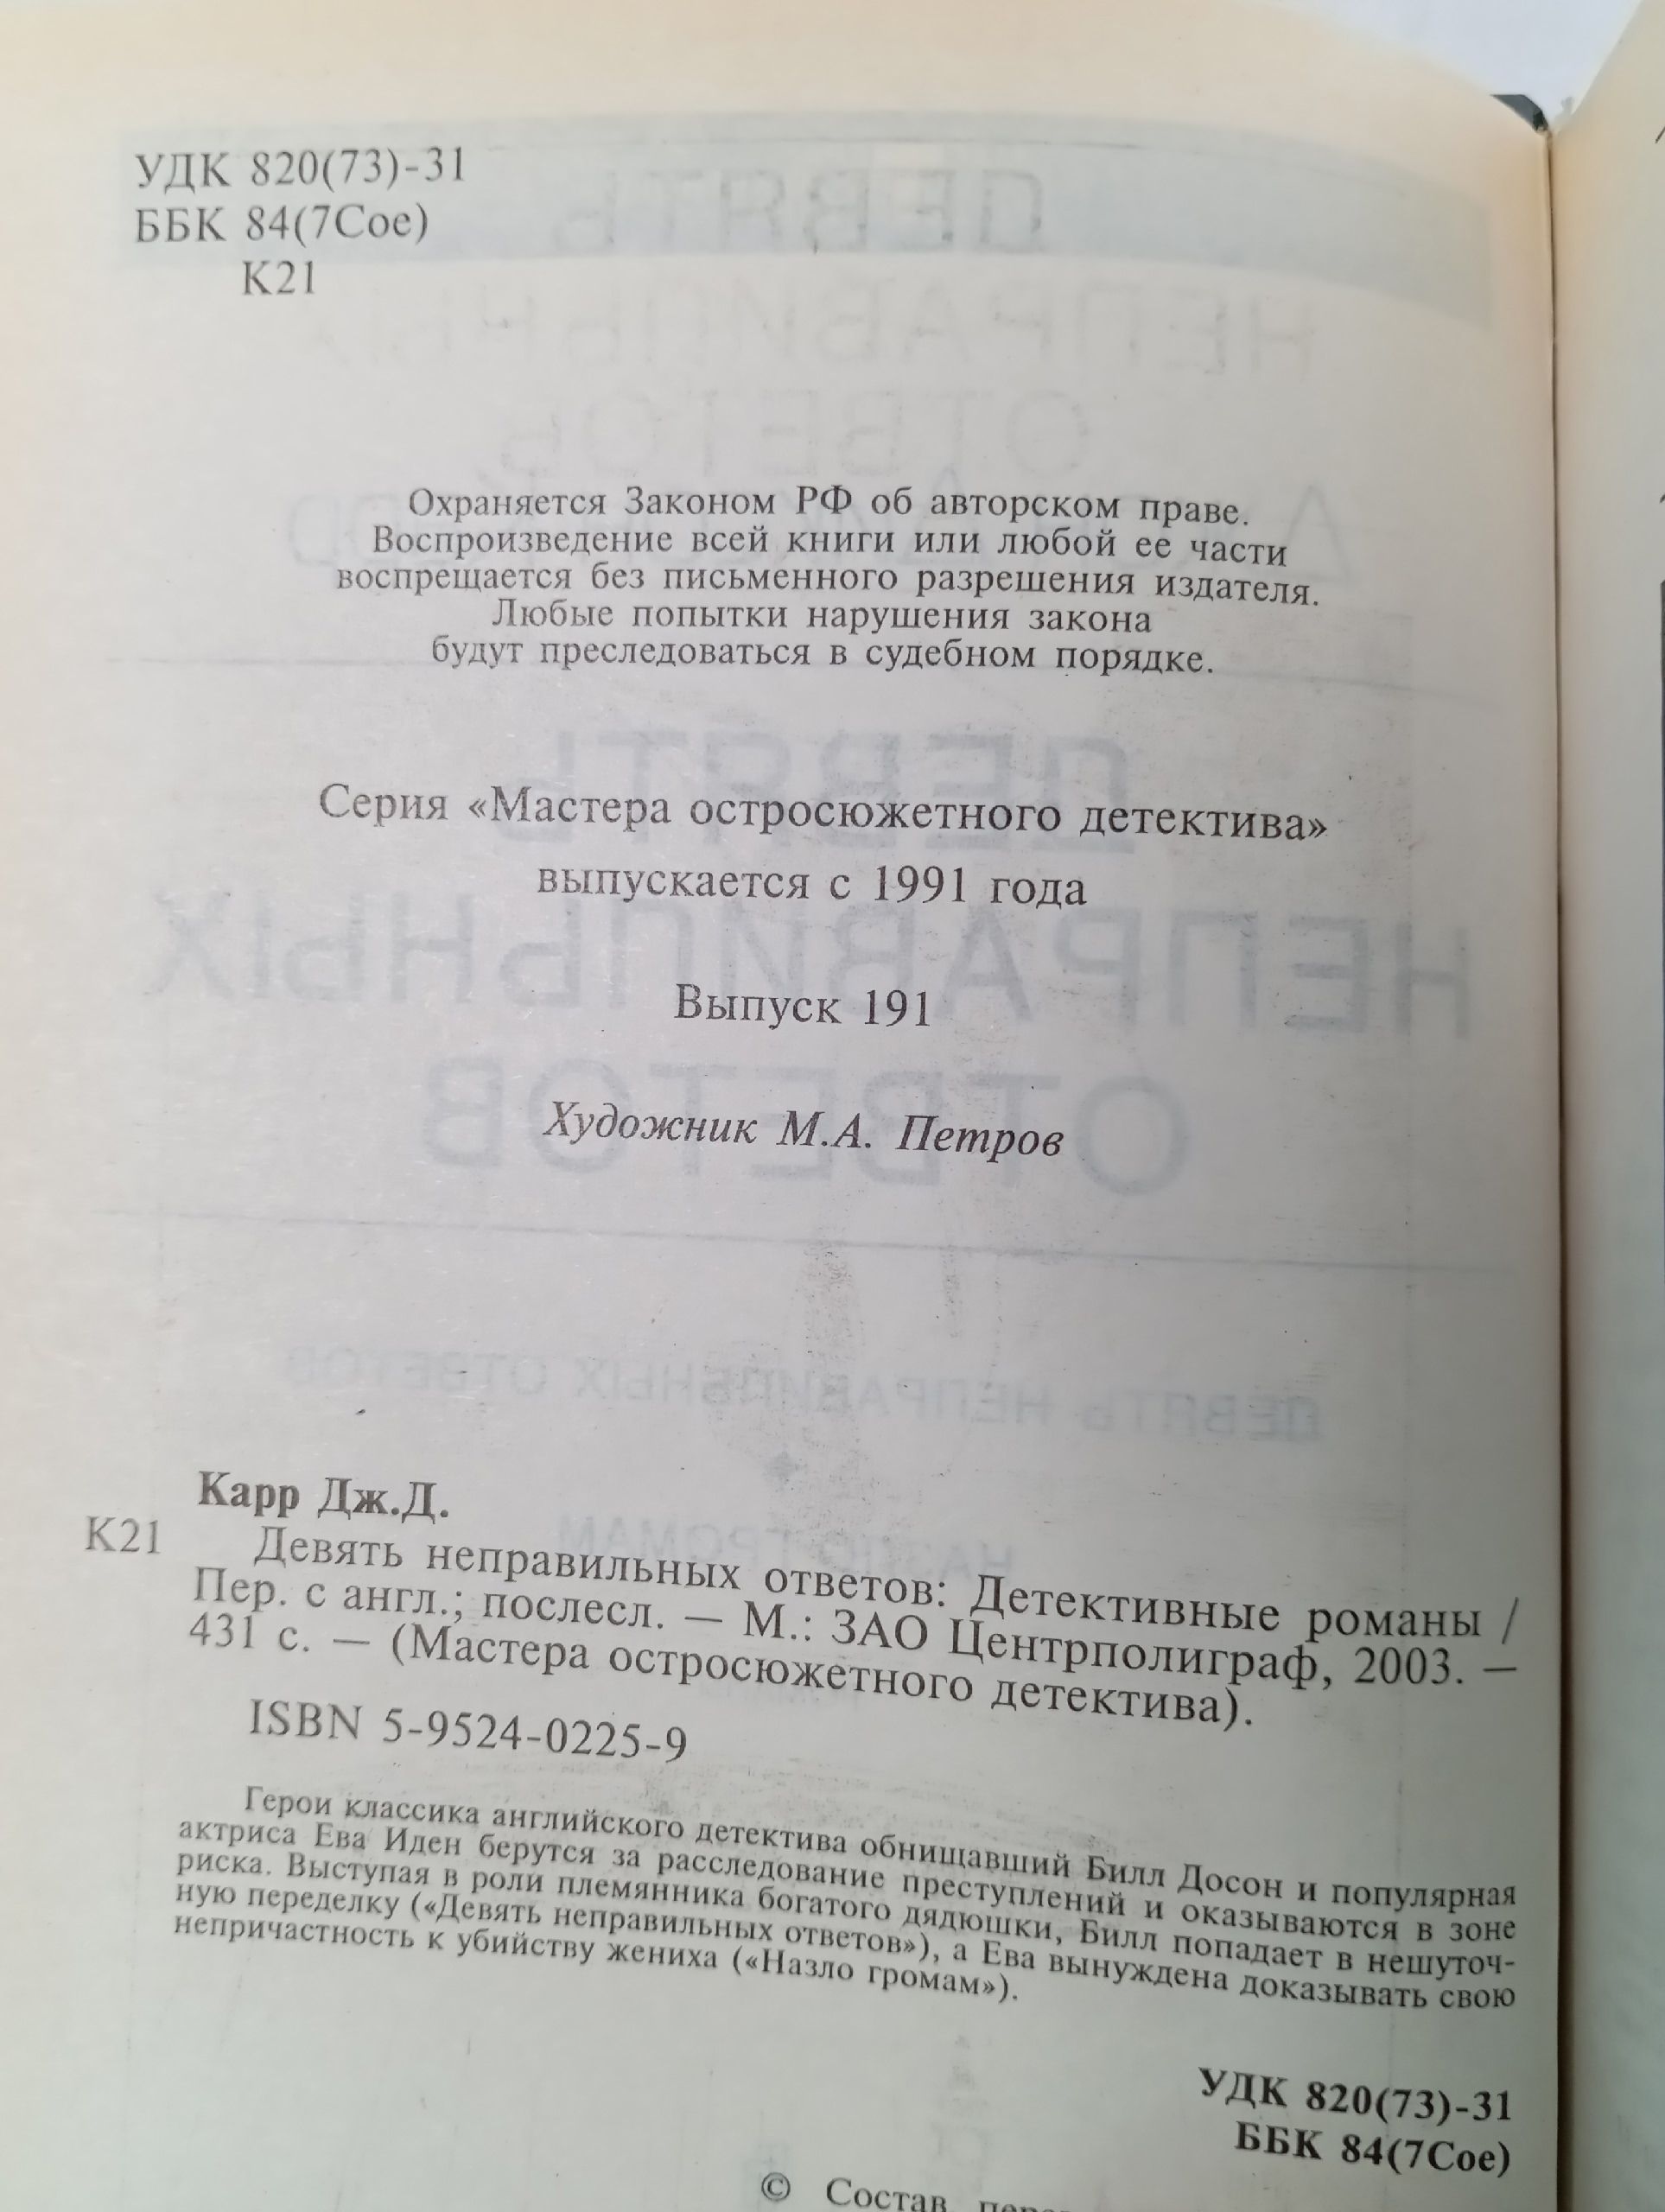 УДК 820(73)-31
ББК 84(7Сое)
К21
Охраняется Законом РФ об авторском праве.
Воспроизведение всей книги или любой ее части
воспрещается без письменного разрешения издателя.
Любые попытки нарушения закона
будут преследоваться в судебном порядке.
Серия «Мастера остросюжетного детектива»
выпускается с 1991 года
Выпуск 191
Художник М.А. Петров
Карр Дж.Д.
К21 Девять неправильных ответов: Детективные романы /
Пер. с англ.; послесл. — М.: ЗАО Центрполиграф, 2003. —
431 с. — (Мастера остросюжетного детектива).
ISBN 5-9524-0225-9
Герои классика английского детектива обнищавший Билл Досон и популярная
актриса Ева Иден берутся за расследование преступлений и оказываются в зоне
риска. Выступая в роли племянника богатого дядюшки, Билл попадает в нешуточ-
ную переделку («Девять неправильных ответов»), а Ева вынуждена доказывать свою
непричастность к убийству жениха («Назло громам»).
УДК 820(73)-31
ББК 84(7Сое)
© Состав,